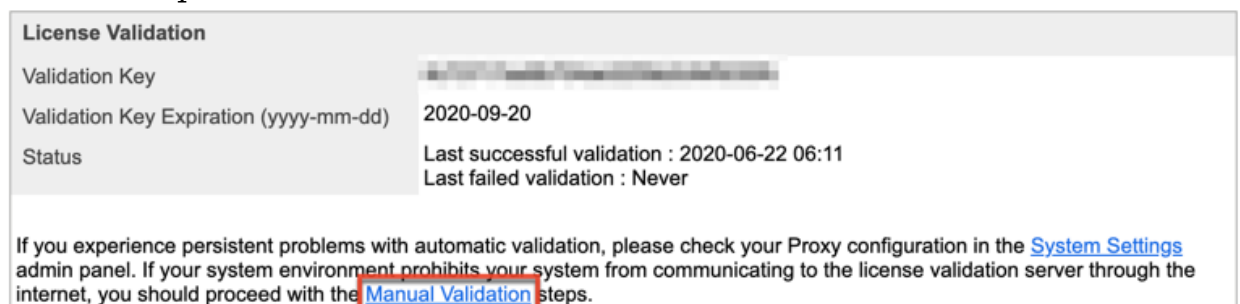 License Validation
Validation Key
Validation Key Expiration (yyyy-mm-dd) 2020-09-20
Status Last successful validation : 2020-06-22 06:11
Last failed validation : Never
If you experience persistent problems with automatic validation, please check your Proxy configuration in the System Settings
admin panel. If your system environment prohibits your system from communicating to the license validation server through the
internet, you should proceed with the Manual Validation steps.